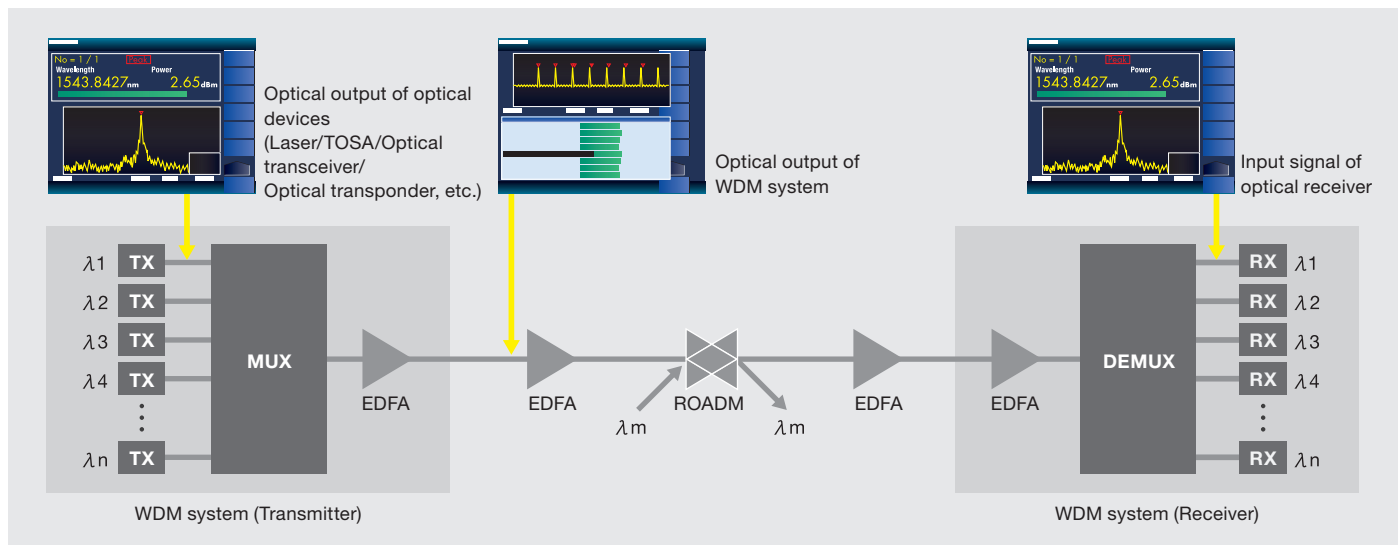 No = 1 / 1 Peak
Wavelength Power
1543.8427nm 2.65dBm
Optical output of optical
devices
(Laser/TOSA/Optical
transceiver/
Optical transponder, etc.)
Optical output of
WDM system
No = 1 / 1 Peak
Wavelength Power
1543.8427nm 2.65dBm
Input signal of
optical receiver
λ1 TX
λ2 TX
λ3 TX
λ4 TX
λn TX
MUX
EDFA
EDFA
ROADM
λm
λm
EDFA
EDFA
DEMUX
RX λ1
RX λ2
RX λ3
RX λ4
RX λn
WDM system (Transmitter)
WDM system (Receiver)